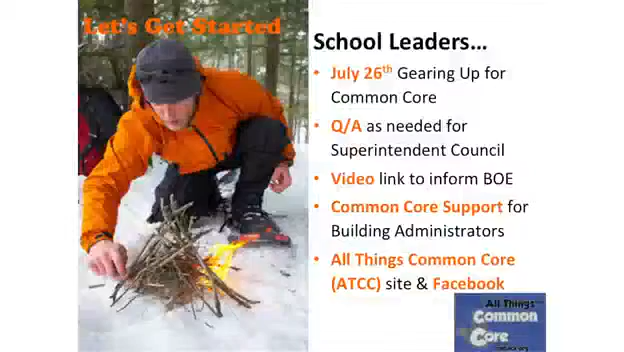 Let's Get Started
School Leaders…
• July 26th Gearing Up for
Common Core
• Q/A as needed for
Superintendent Council
• Video link to inform BOE
• Common Core Support for
Building Administrators
• All Things Common Core
(ATCC) site & Facebook
All Things
Common
Core